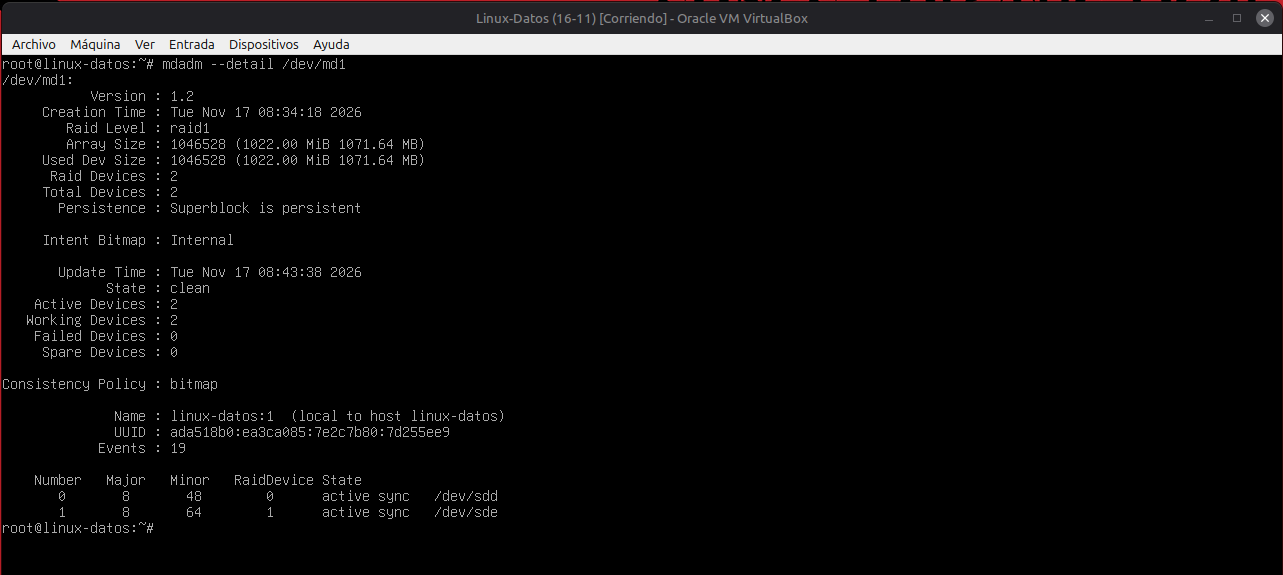 Linux-Datos (16-11) [Corriendo] - Oracle VM VirtualBox
Archivo Máquina Ver Entrada Dispositivos Ayuda
root@linux-datos:~# mdadm --detail /dev/md1
/dev/md1:
Version : 1.2
Creation Time : Tue Nov 17 08:34:18 2026
Raid Level : raid1
Array Size : 1046528 (1022.00 MiB 1071.64 MB)
Used Dev Size : 1046528 (1022.00 MiB 1071.64 MB)
Raid Devices : 2
Total Devices : 2
Persistence : Superblock is persistent
Intent Bitmap : Internal
Update Time : Tue Nov 17 08:43:38 2026
State : clean
Active Devices : 2
Working Devices : 2
Failed Devices : 0
Spare Devices : 0
Consistency Policy : bitmap
Name : linux-datos:1  (local to host linux-datos)
UUID : ada518b0:ea3ca085:7e2c7b80:7d255ee9
Events : 19
Number   Major   Minor   RaidDevice State
0       8       48        0      active sync   /dev/sdd
1       8       64        1      active sync   /dev/sde
root@linux-datos:~#